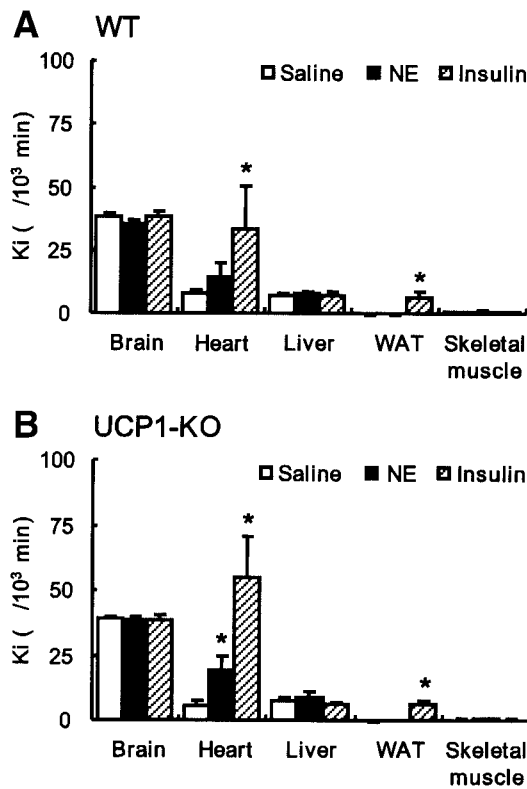 A WT
100
Saline NE Insulin
75
*
50
25
*
0
Ki ( /10³ min)
Brain Heart Liver WAT Skeletal
muscle
B UCP1-KO
100
Saline NE Insulin
75
*
50
25
*
*
0
Ki ( /10³ min)
Brain Heart Liver WAT Skeletal
muscle